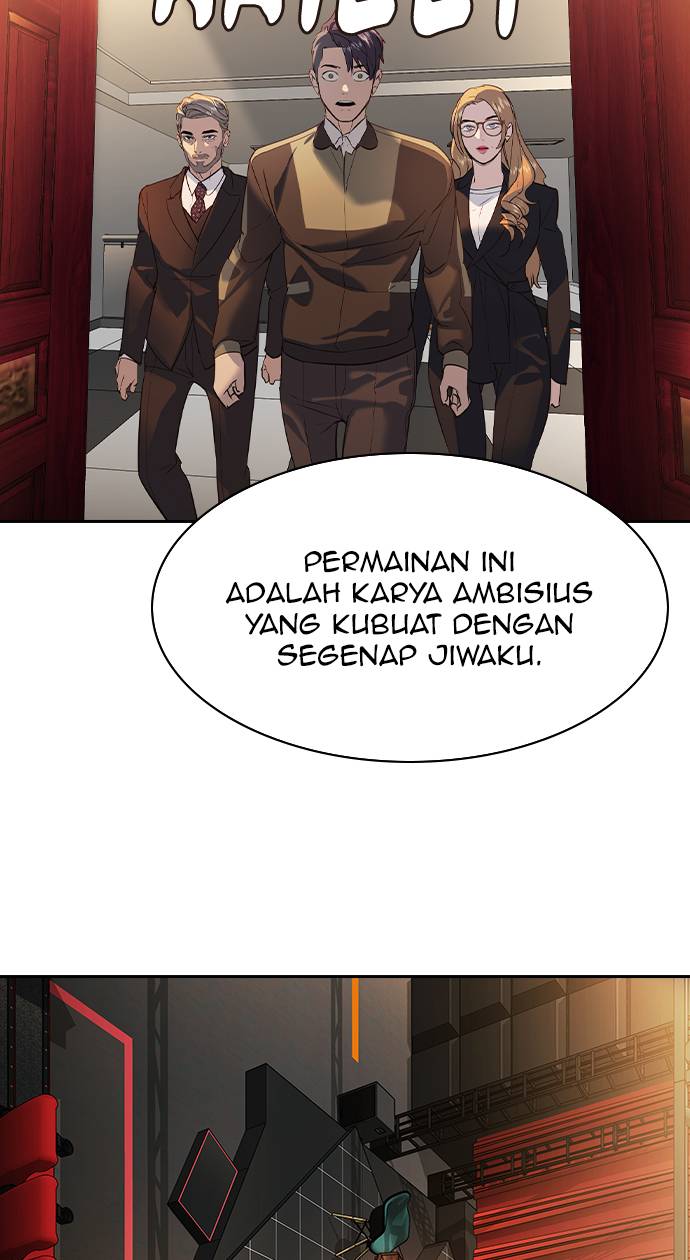 PERMAINAN INI
ADALAH KARYA AMBISIUS
YANG KUBUAT DENGAN
SEGENAP JIWAKU.